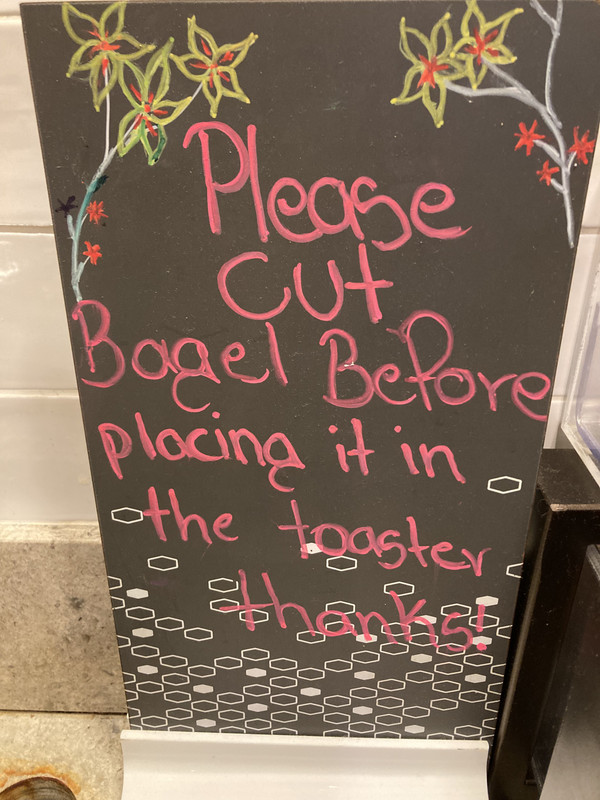 Please
Cut
Bagel Before
placing it in
the toaster
thanks!